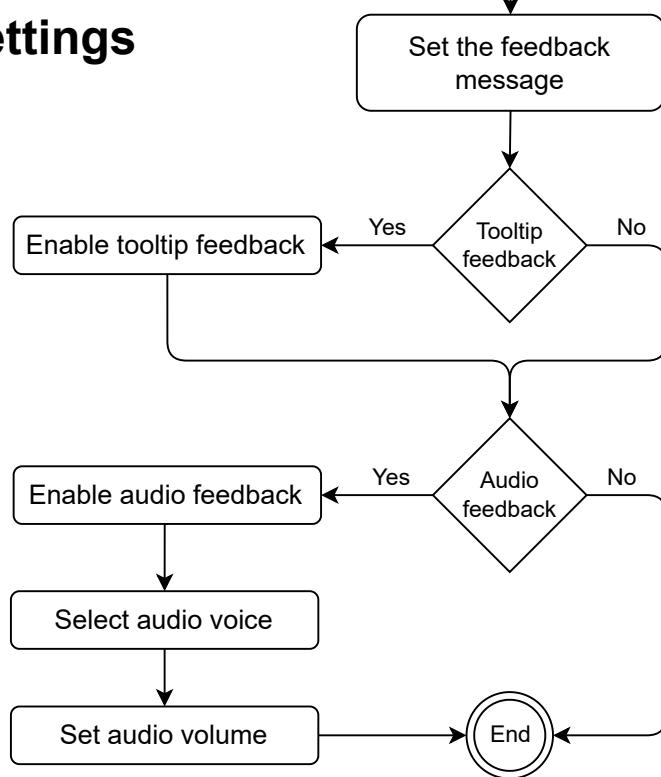 ettings
Set the feedback
message
Yes
Tooltip
feedback
No
Enable tooltip feedback
Yes
Audio
feedback
No
Enable audio feedback
Select audio voice
Set audio volume
End